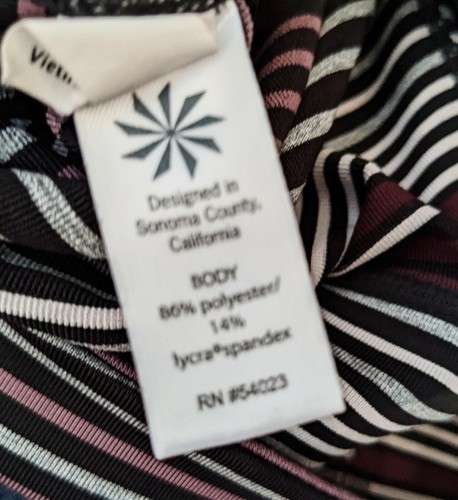 Designed in
Sonoma County,
California
BODY
86% polyester/
14%
lycra®spandex
RN #54023